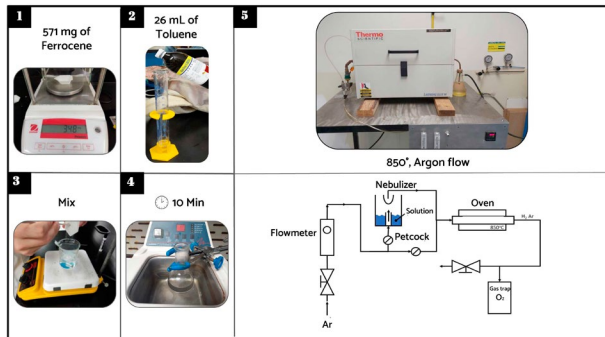 1
571 mg of
Ferrocene
2
26 mL of
Toluene
5
Thermo
SCIENTIFIC
850°, Argon flow
3
Mix
4
10 Min
Nebulizer
Solution
Oven
850°C
H₂ Ar
Flowmeter
Petcock
Gas trap
O₂
Ar